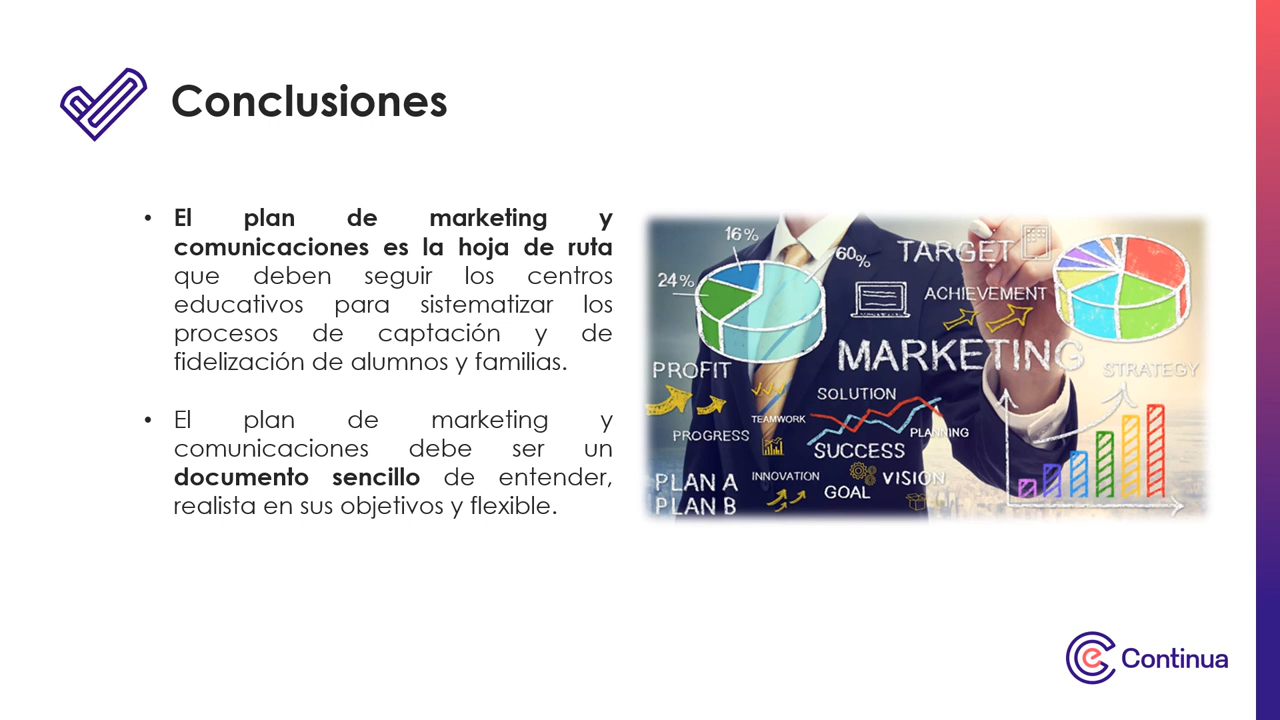 Conclusiones
• El plan de marketing y
comunicaciones es la hoja de ruta
que deben seguir los centros
educativos para sistematizar los
procesos de captación y de
fidelización de alumnos y familias.
• El plan de marketing y
comunicaciones debe ser un
documento sencillo de entender,
realista en sus objetivos y flexible.
16%
60%
24%
TARGET
ACHIEVEMENT
MARKETING
PROFIT
STRATEGY
SOLUTION
TEAMWORK
PROGRESS
PLANNING
SUCCESS
PLAN A
INNOVATION
VISION
GOAL
PLAN B
Continua